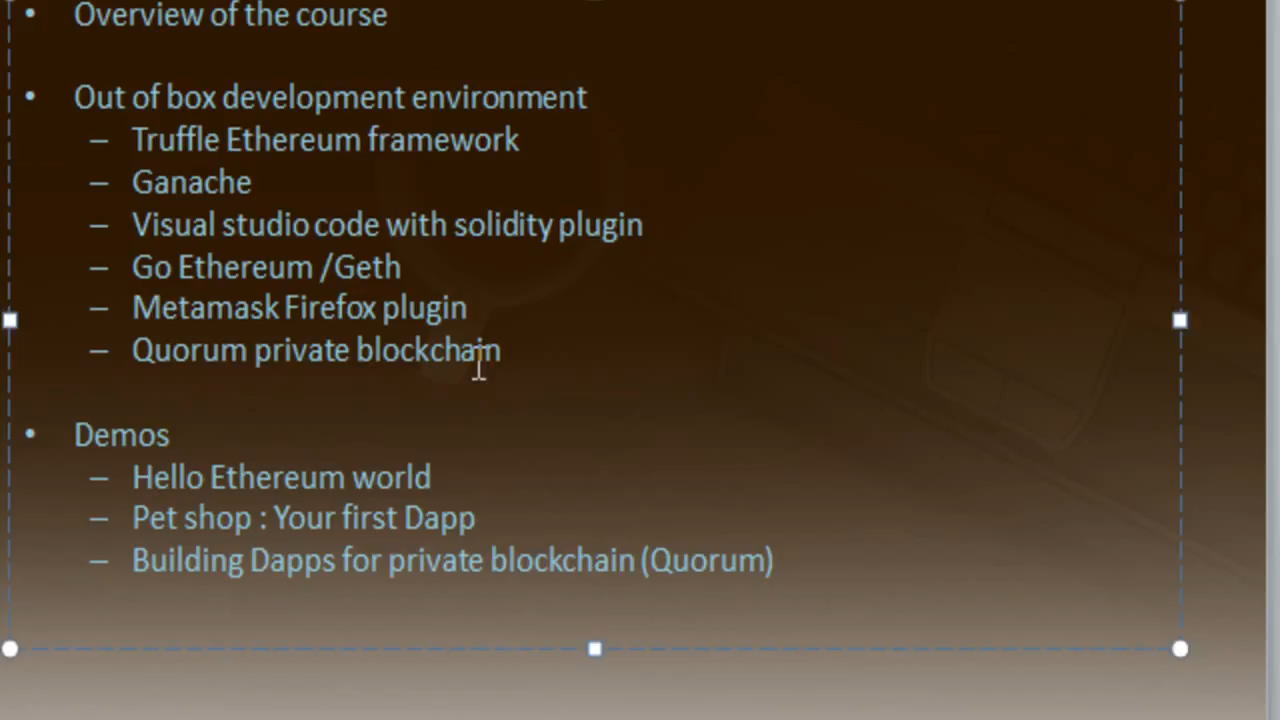 • Overview of the course
• Out of box development environment
– Truffle Ethereum framework
– Ganache
– Visual studio code with solidity plugin
– Go Ethereum /Geth
– Metamask Firefox plugin
– Quorum private blockchain
• Demos
– Hello Ethereum world
– Pet shop : Your first Dapp
– Building Dapps for private blockchain (Quorum)